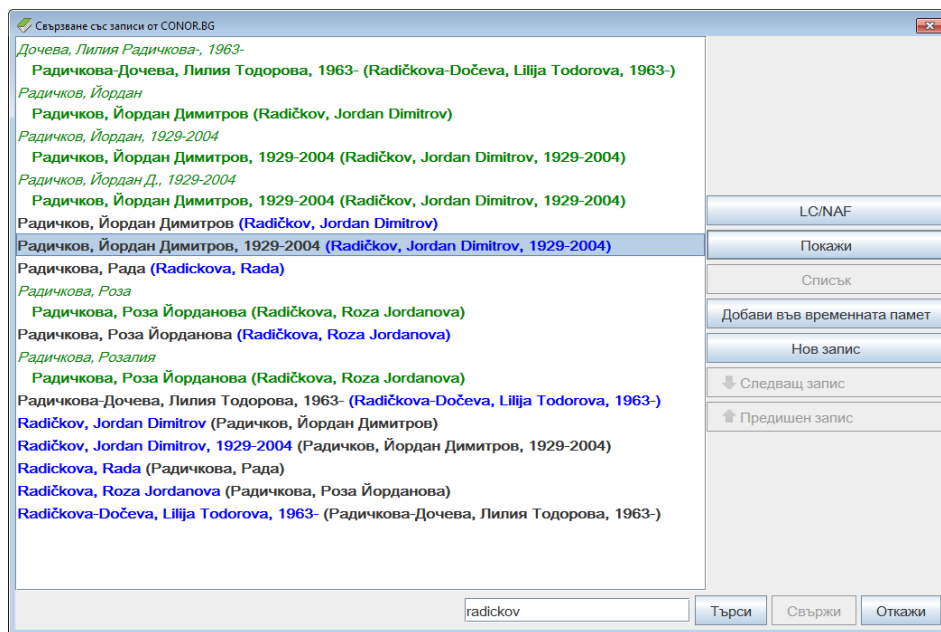 Свързване със записи от CONOR.BG
Дочева, Лилия Радичкова-, 1963-
Радичкова-Дочева, Лилия Тодорова, 1963- (Radičkova-Dočeva, Lilija Todorova, 1963-)
Радичков, Йордан
Радичков, Йордан Димитров (Radičkov, Jordan Dimitrov)
Радичков, Йордан, 1929-2004
Радичков, Йордан Димитров, 1929-2004 (Radičkov, Jordan Dimitrov, 1929-2004)
Радичков, Йордан Д., 1929-2004
Радичков, Йордан Димитров, 1929-2004 (Radičkov, Jordan Dimitrov, 1929-2004)
Радичков, Йордан Димитров (Radičkov, Jordan Dimitrov)
Радичков, Йордан Димитров, 1929-2004 (Radičkov, Jordan Dimitrov, 1929-2004)
Радичкова, Рада (Radickova, Rada)
Радичкова, Роза
Радичкова, Роза Йорданова (Radičkova, Roza Jordanova)
Радичкова, Роза Йорданова (Radičkova, Roza Jordanova)
Радичкова, Розалия
Радичкова, Роза Йорданова (Radičkova, Roza Jordanova)
Радичкова-Дочева, Лилия Тодорова, 1963- (Radičkova-Dočeva, Lilija Todorova, 1963-)
Radičkov, Jordan Dimitrov (Радичков, Йордан Димитров)
Radičkov, Jordan Dimitrov, 1929-2004 (Радичков, Йордан Димитров, 1929-2004)
Radickova, Rada (Радичкова, Рада)
Radičkova, Roza Jordanova (Радичкова, Роза Йорданова)
Radičkova-Dočeva, Lilija Todorova, 1963- (Радичкова-Дочева, Лилия Тодорова, 1963-)
LC/NAF
Покажи
Списък
Добави във временната памет
Нов запис
Следващ запис
Предишен запис
radickov
Търси
Свържи
Откажи